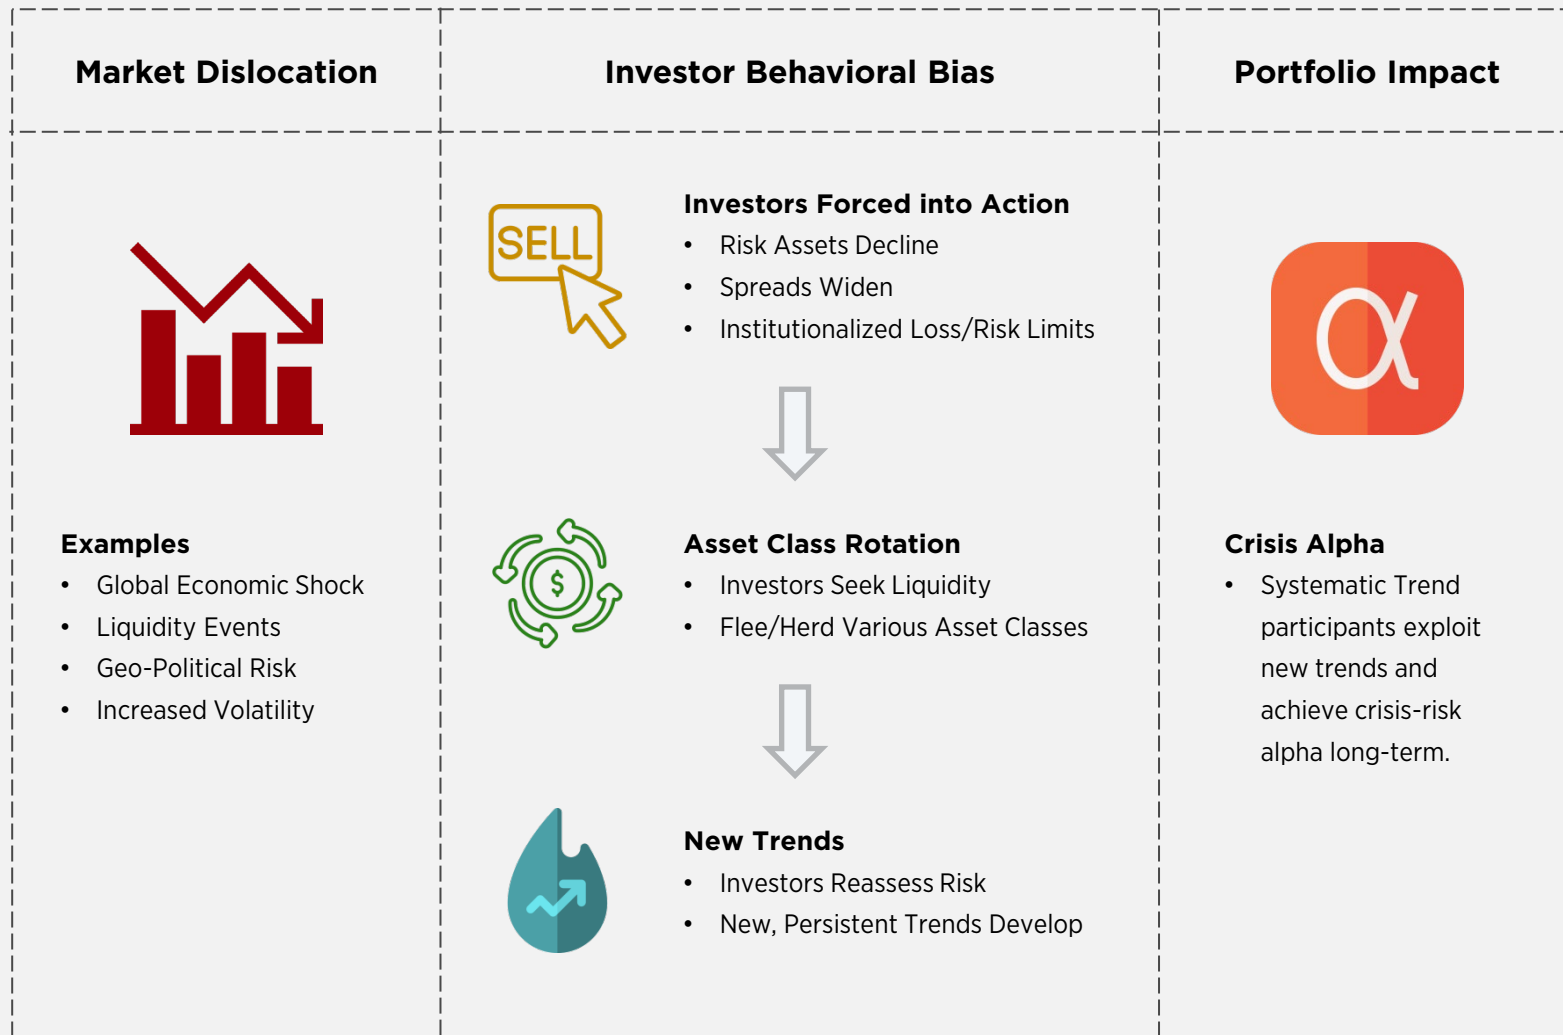 Market Dislocation
Investor Behavioral Bias
Portfolio Impact
Examples
• Global Economic Shock
• Liquidity Events
• Geo-Political Risk
• Increased Volatility
SELL
Investors Forced into Action
• Risk Assets Decline
• Spreads Widen
• Institutionalized Loss/Risk Limits
$
Asset Class Rotation
• Investors Seek Liquidity
• Flee/Herd Various Asset Classes
New Trends
• Investors Reassess Risk
• New, Persistent Trends Develop
α
Crisis Alpha
• Systematic Trend
participants exploit
new trends and
achieve crisis-risk
alpha long-term.